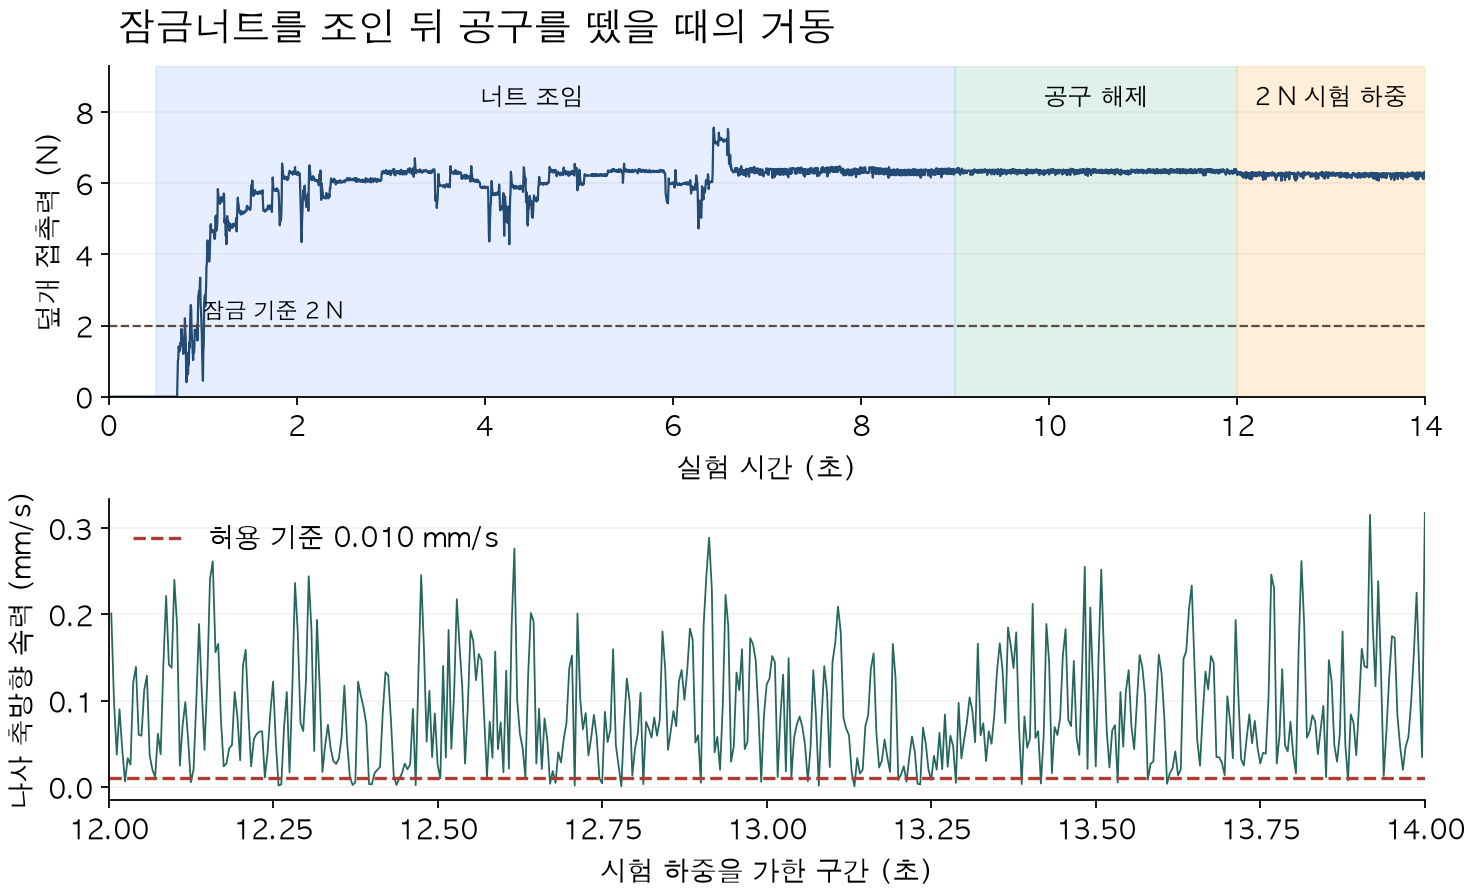 잠금너트를 조인 뒤 공구를 뗐을 때의 거동
너트 조임
공구 해제
2 N 시험 하중
잠금 기준 2 N
덮개 접촉력 (N)
8
6
4
2
0
0 2 4 6 8 10 12 14
실험 시간 (초)
허용 기준 0.010 mm/s
나사 축방향 속력 (mm/s)
0.3
0.2
0.1
0.0
12.00 12.25 12.50 12.75 13.00 13.25 13.50 13.75 14.00
시험 하중을 가한 구간 (초)